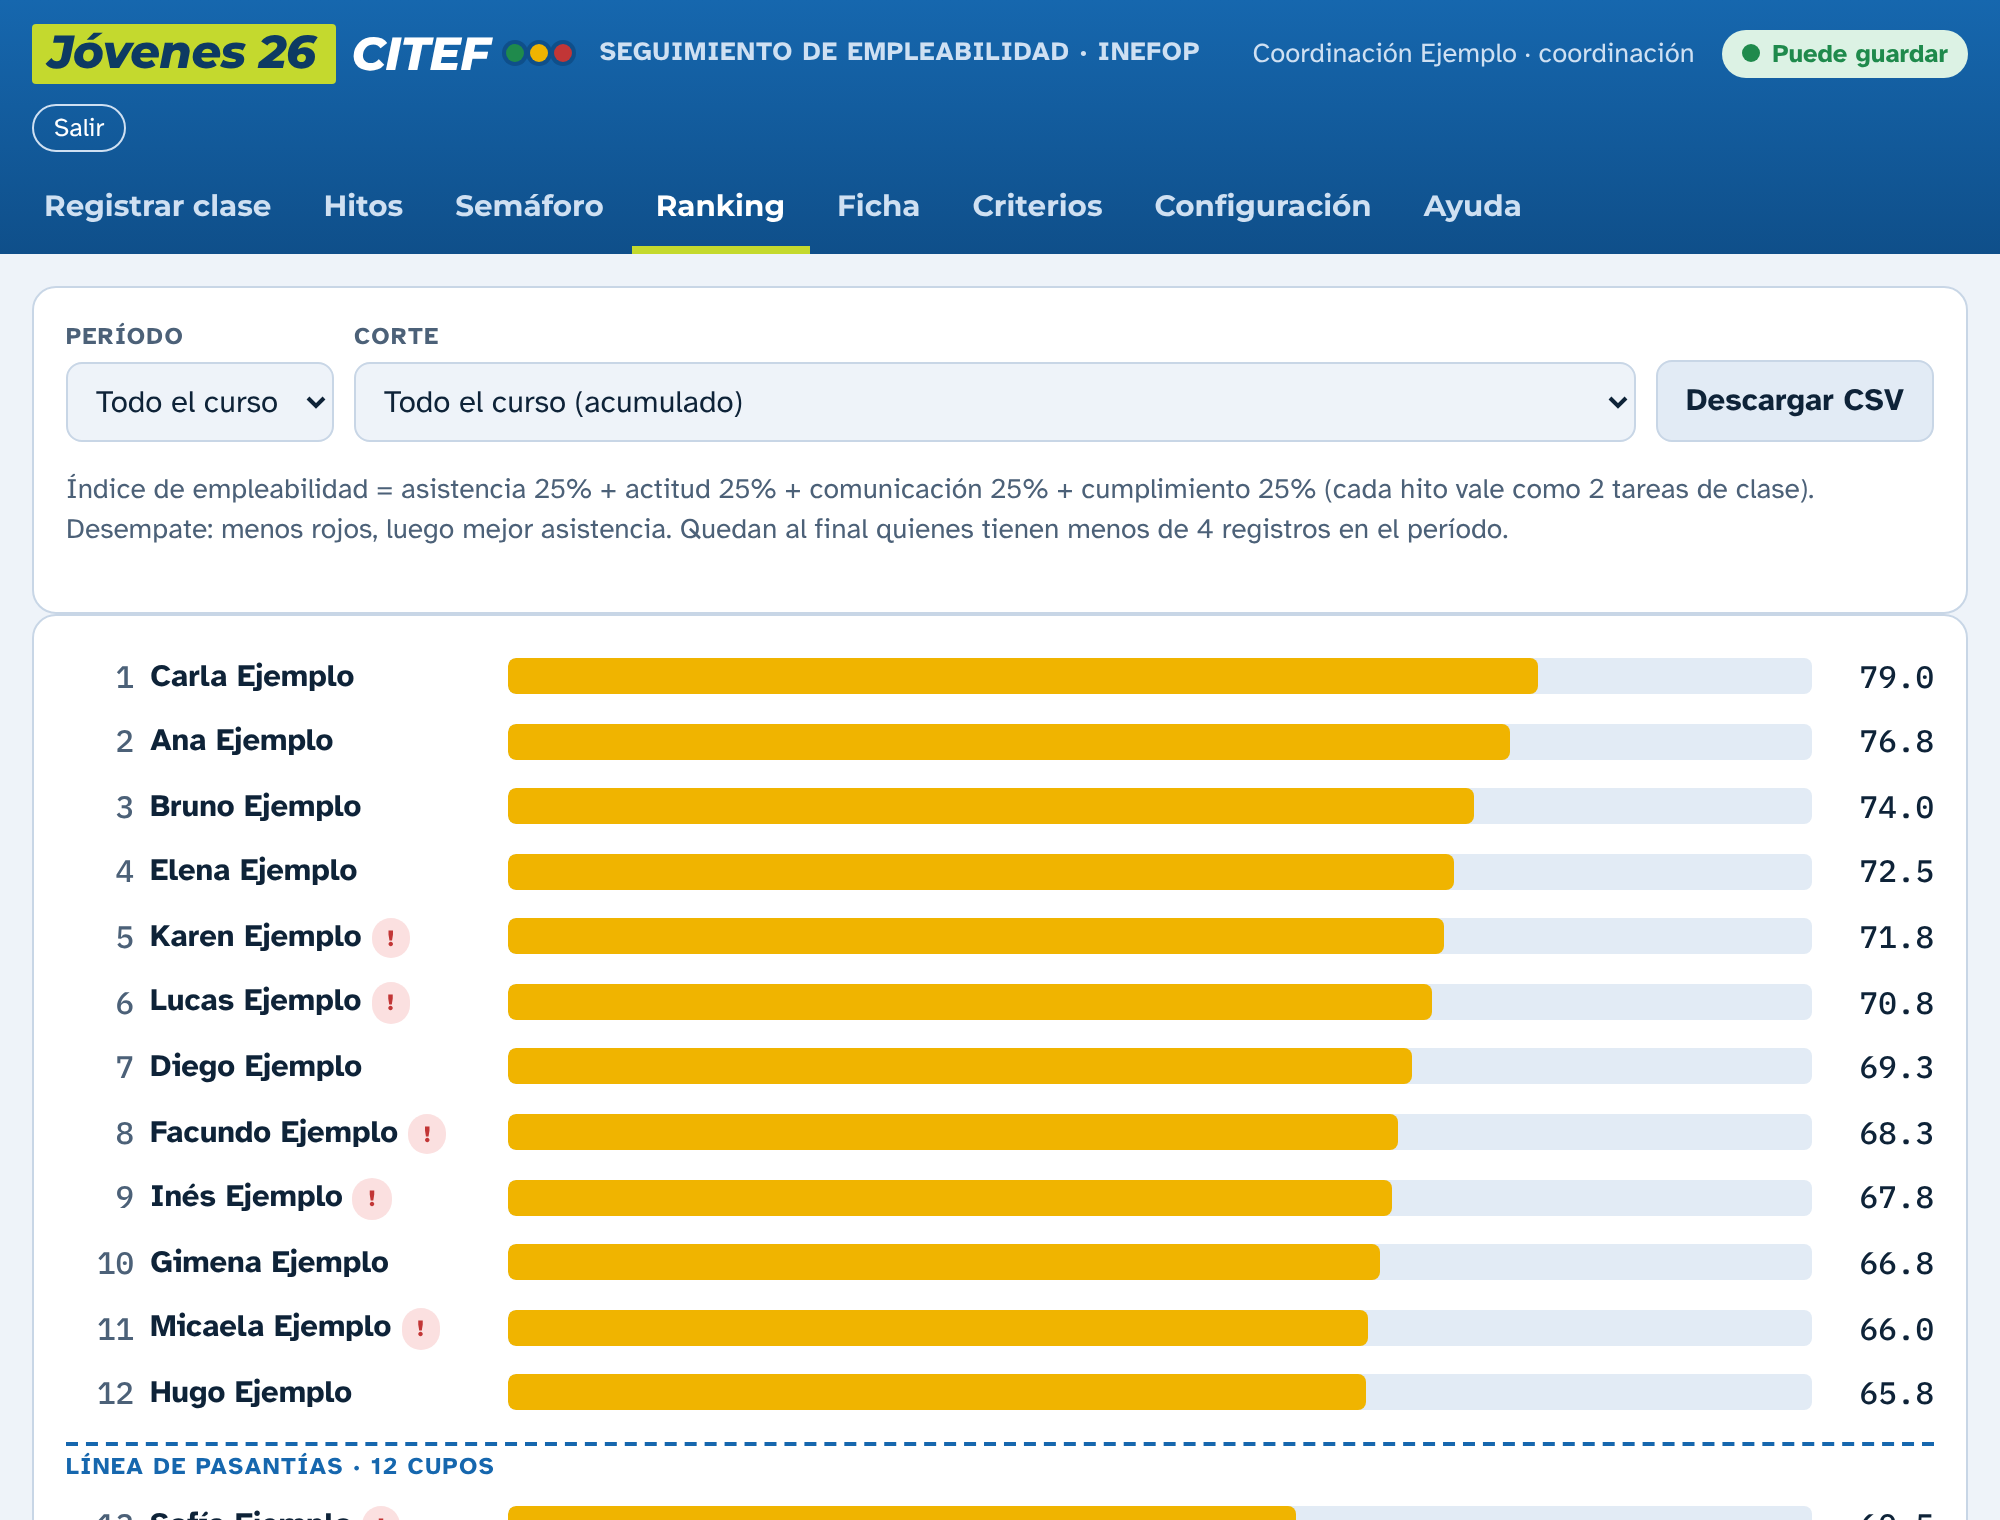 Jóvenes 26 CITEF SEGUIMIENTO DE EMPLEABILIDAD · INEFOP Coordinación Ejemplo · coordinación Puede guardar
Salir
Registrar clase Hitos Semáforo Ranking Ficha Criterios Configuración Ayuda
PERÍODO CORTE
Todo el curso Todo el curso (acumulado) Descargar CSV
Índice de empleabilidad = asistencia 25% + actitud 25% + comunicación 25% + cumplimiento 25% (cada hito vale como 2 tareas de clase).
Desempate: menos rojos, luego mejor asistencia. Quedan al final quienes tienen menos de 4 registros en el período.
1 Carla Ejemplo 79.0
2 Ana Ejemplo 76.8
3 Bruno Ejemplo 74.0
4 Elena Ejemplo 72.5
5 Karen Ejemplo ! 71.8
6 Lucas Ejemplo ! 70.8
7 Diego Ejemplo 69.3
8 Facundo Ejemplo ! 68.3
9 Inés Ejemplo ! 67.8
10 Gimena Ejemplo 66.8
11 Micaela Ejemplo ! 66.0
12 Hugo Ejemplo 65.8
LÍNEA DE PASANTÍAS · 12 CUPOS
Sofía Ejemplo